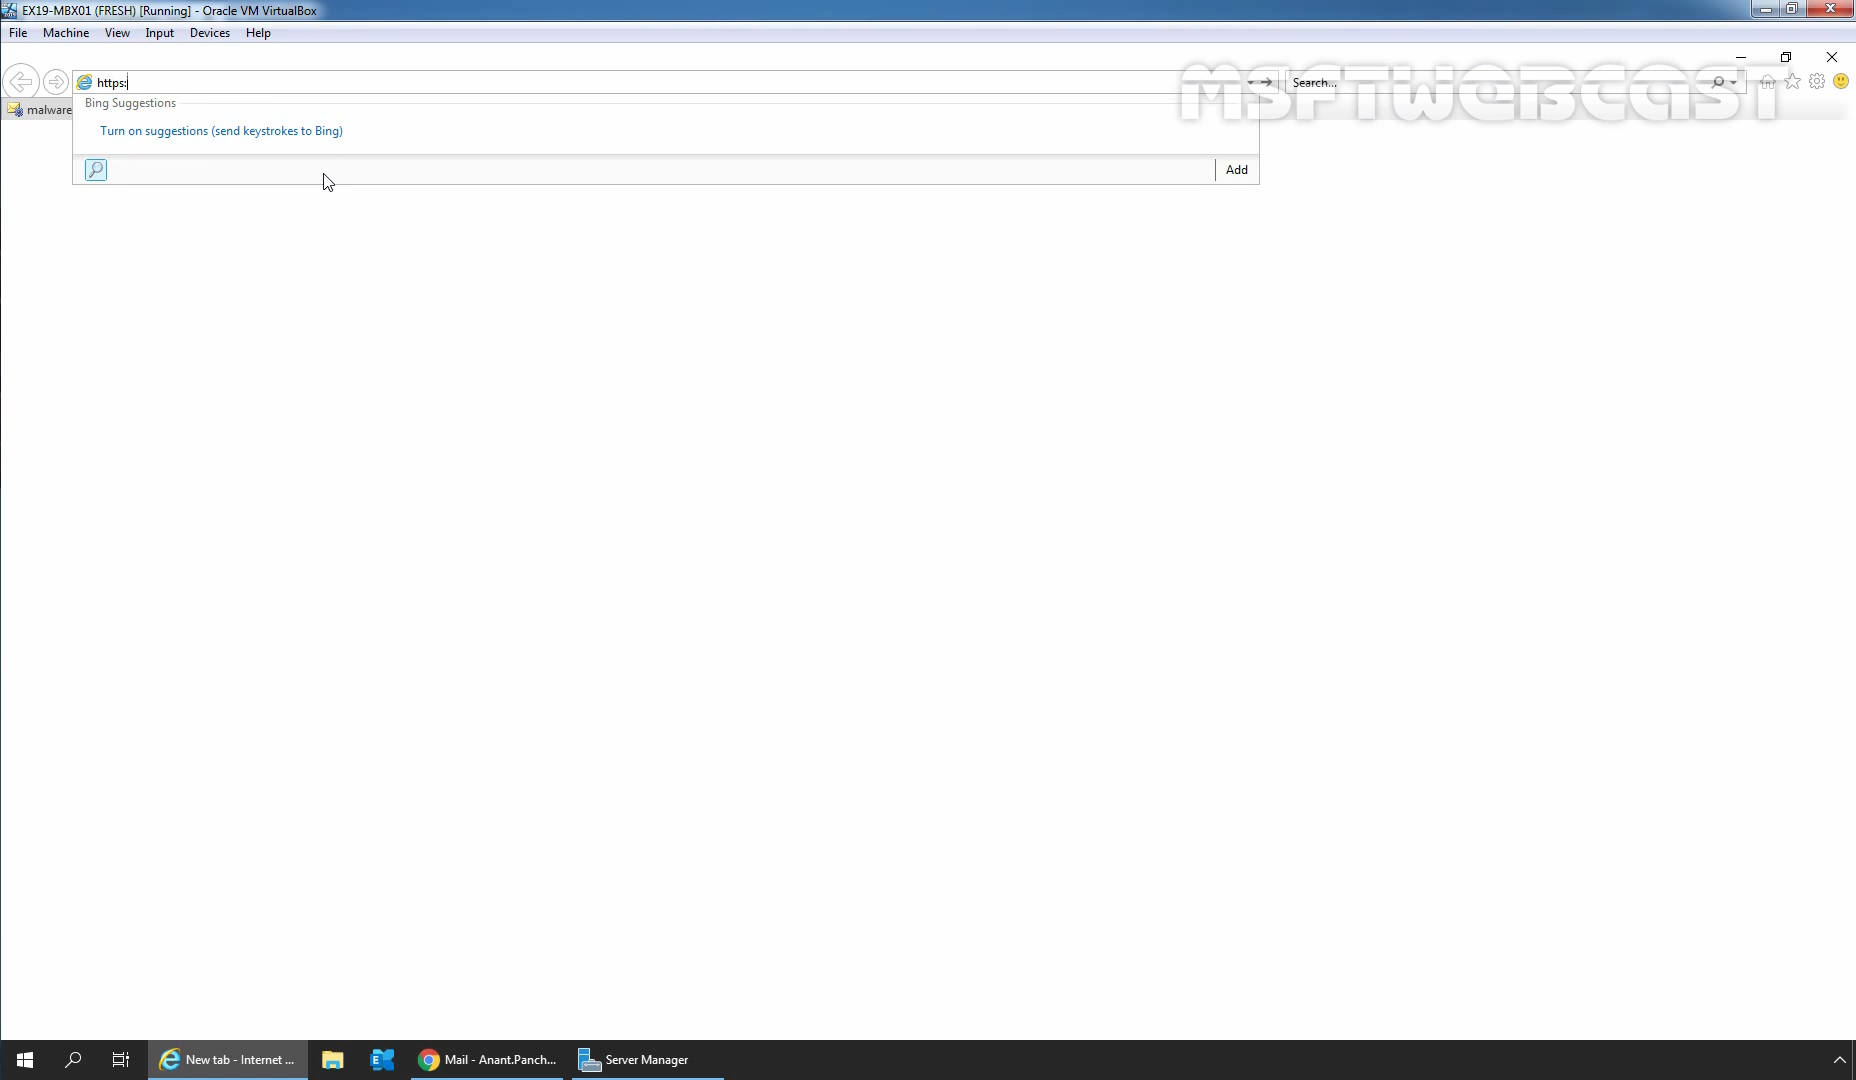 EX19-MBX01 (FRESH) [Running] - Oracle VM VirtualBox
File Machine View Input Devices Help
https:
Search...
MSFTWEBCAST
malware
Bing Suggestions
Turn on suggestions (send keystrokes to Bing)
Add
New tab - Internet ...
Mail - Anant.Panch...
Server Manager